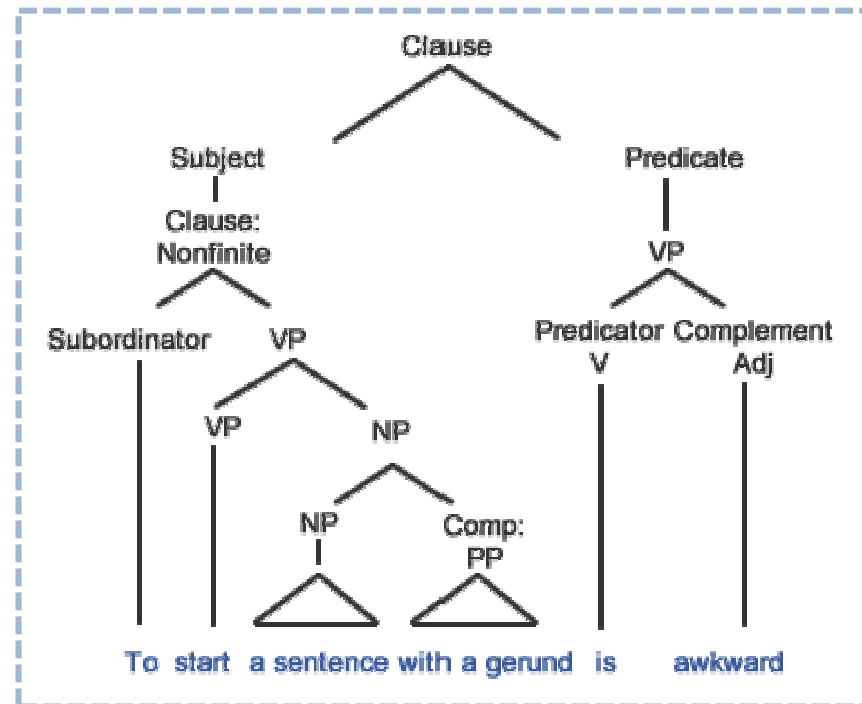 Clause
Subject Predicate
Clause:
Nonfinite
VP
Subordinator VP
Predicator Complement
V Adj
VP NP
NP Comp:
PP
To start a sentence with a gerund is awkward